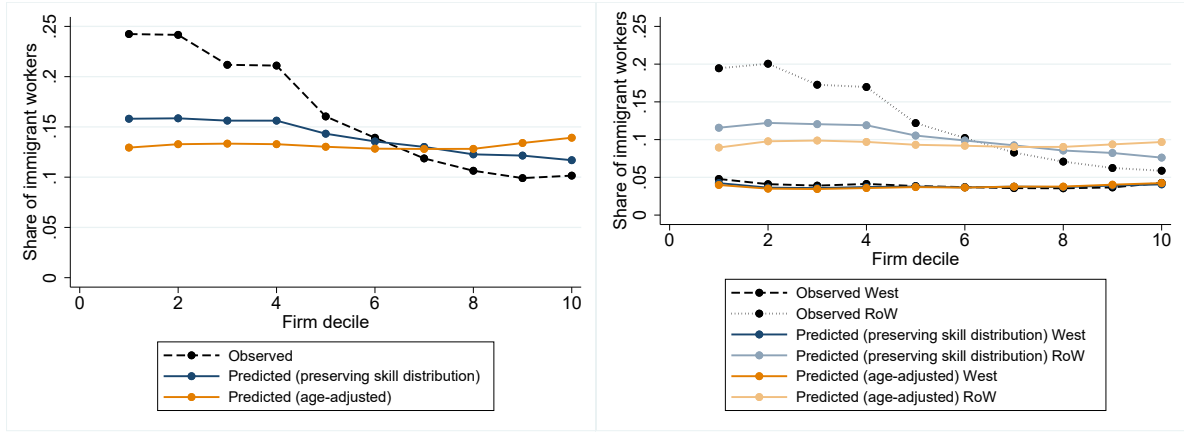 Share of immigrant workers
.25
.2
.15
.1
.05
0
0 2 4 6 8 10
Firm decile
Observed
Predicted (preserving skill distribution)
Predicted (age-adjusted)
Share of immigrant workers
.25
.2
.15
.1
.05
0
0 2 4 6 8 10
Firm decile
Observed West
Observed RoW
Predicted (preserving skill distribution) West
Predicted (preserving skill distribution) RoW
Predicted (age-adjusted) West
Predicted (age-adjusted) RoW